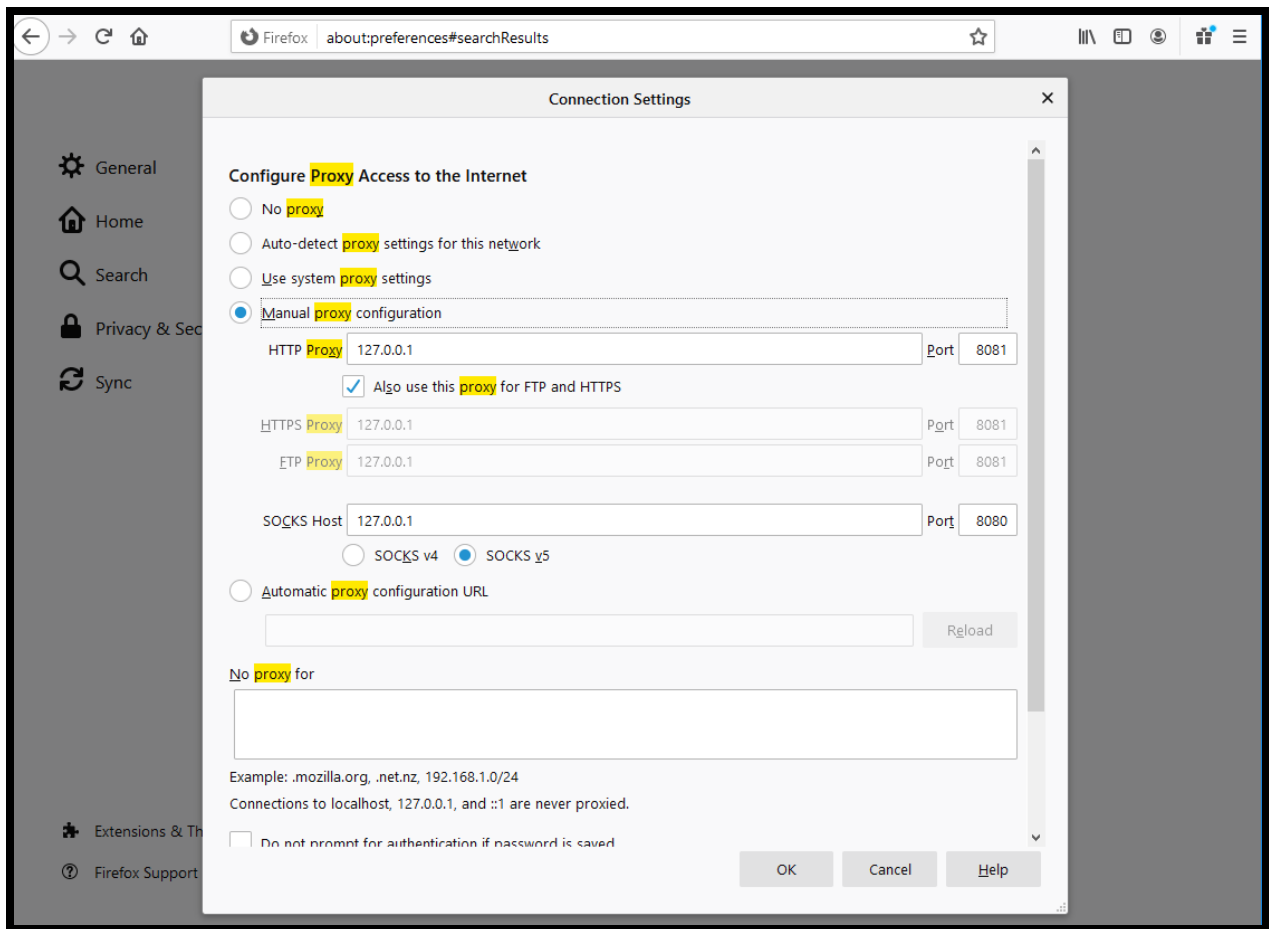 Firefox about:preferences#searchResults
Connection Settings
General
Home
Search
Privacy & Sec
Sync
Extensions & Th
Firefox Support
Configure Proxy Access to the Internet
No proxy
Auto-detect proxy settings for this network
Use system proxy settings
Manual proxy configuration
HTTP Proxy 127.0.0.1 Port 8081
Also use this proxy for FTP and HTTPS
HTTPS Proxy 127.0.0.1 Port 8081
FTP Proxy 127.0.0.1 Port 8081
SOCKS Host 127.0.0.1 Port 8080
SOCKS v4 SOCKS v5
Automatic proxy configuration URL
Reload
No proxy for
Example: .mozilla.org, .net.nz, 192.168.1.0/24
Connections to localhost, 127.0.0.1, and ::1 are never proxied.
Do not prompt for authentication if password is saved
OK Cancel Help